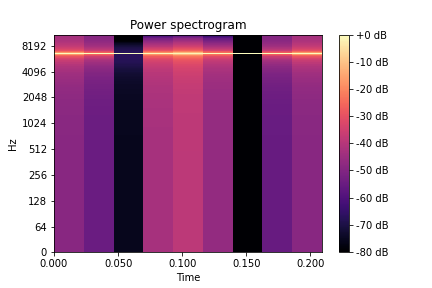 Power spectrogram
Hz
8192
4096
2048
1024
512
256
128
64
0
0.000 0.050 0.100 0.150 0.200
Time
+0 dB
-10 dB
-20 dB
-30 dB
-40 dB
-50 dB
-60 dB
-70 dB
-80 dB